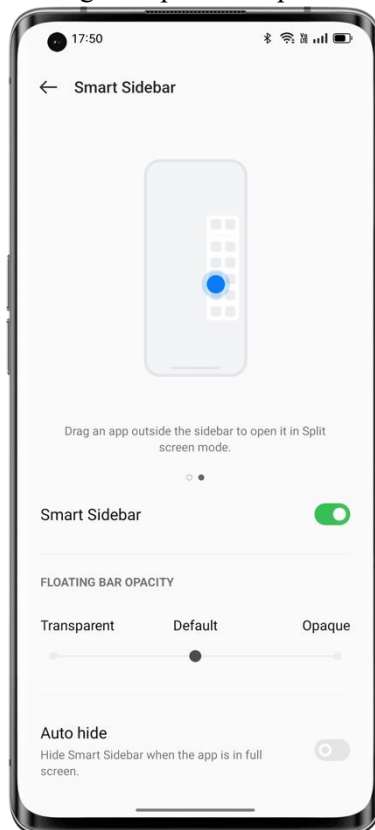 17:50
Smart Sidebar
Drag an app outside the sidebar to open it in Split
screen mode.
Smart Sidebar
FLOATING BAR OPACITY
Transparent Default Opaque
Auto hide
Hide Smart Sidebar when the app is in full
screen.